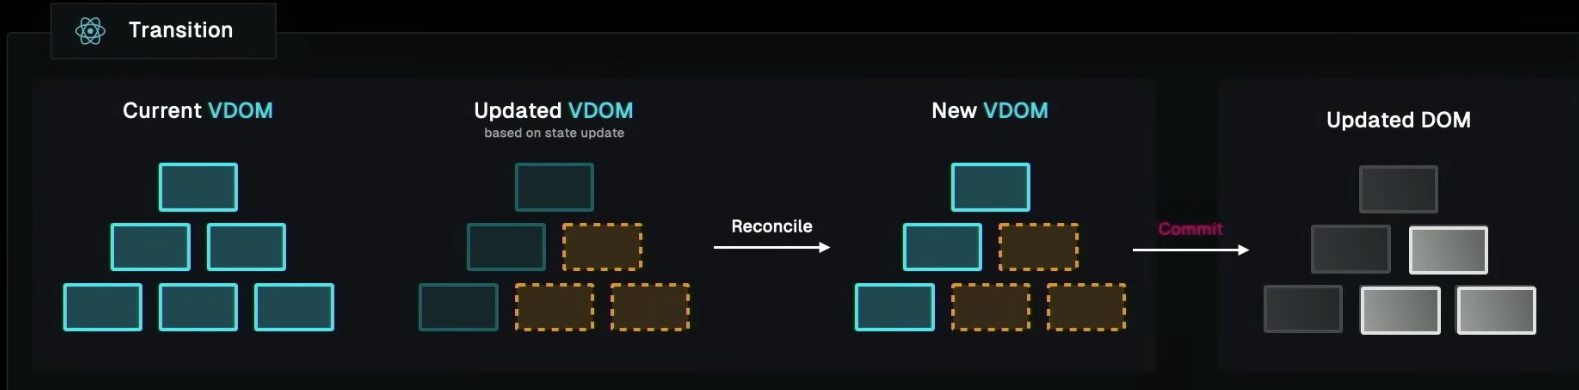 Transition
Current VDOM
Updated VDOM
based on state update
Reconcile
New VDOM
Commit
Updated DOM